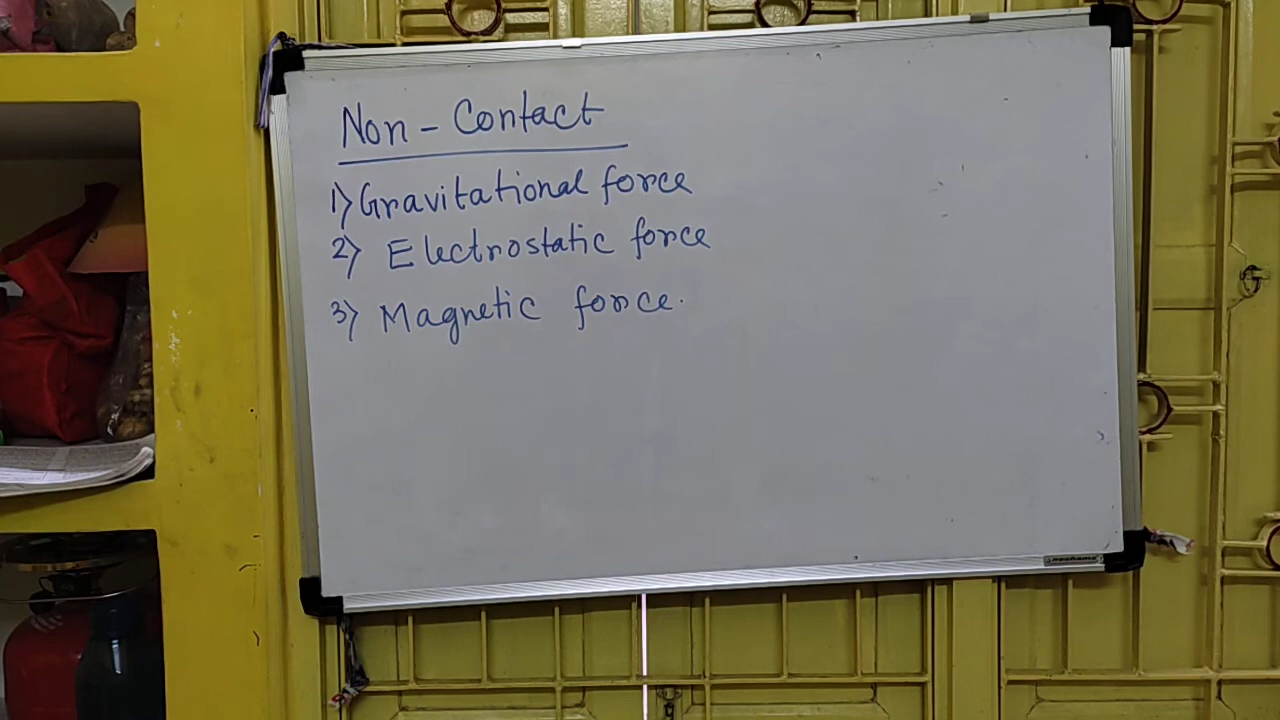 Non - Contact
1) Gravitational force
2) Electrostatic force
3) Magnetic force.